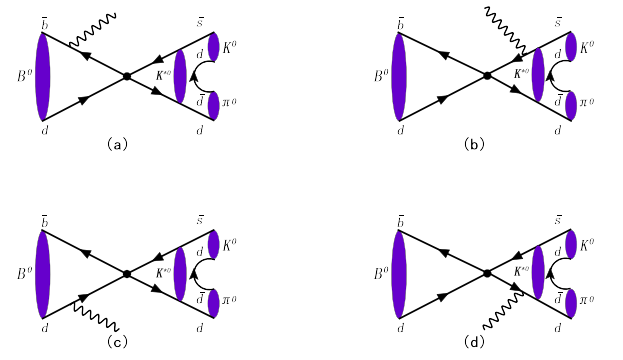 b̄ s̄ b̄ s̄
d K⁰ d K⁰
B⁰ K*⁰ B⁰ K*⁰
d̄ π⁰ d̄ π⁰
d d d d
(a) (b)
b̄ s̄ b̄ s̄
d K⁰ d K⁰
B⁰ K*⁰ B⁰ K*⁰
d̄ π⁰ d̄ π⁰
d d d d
(c) (d)